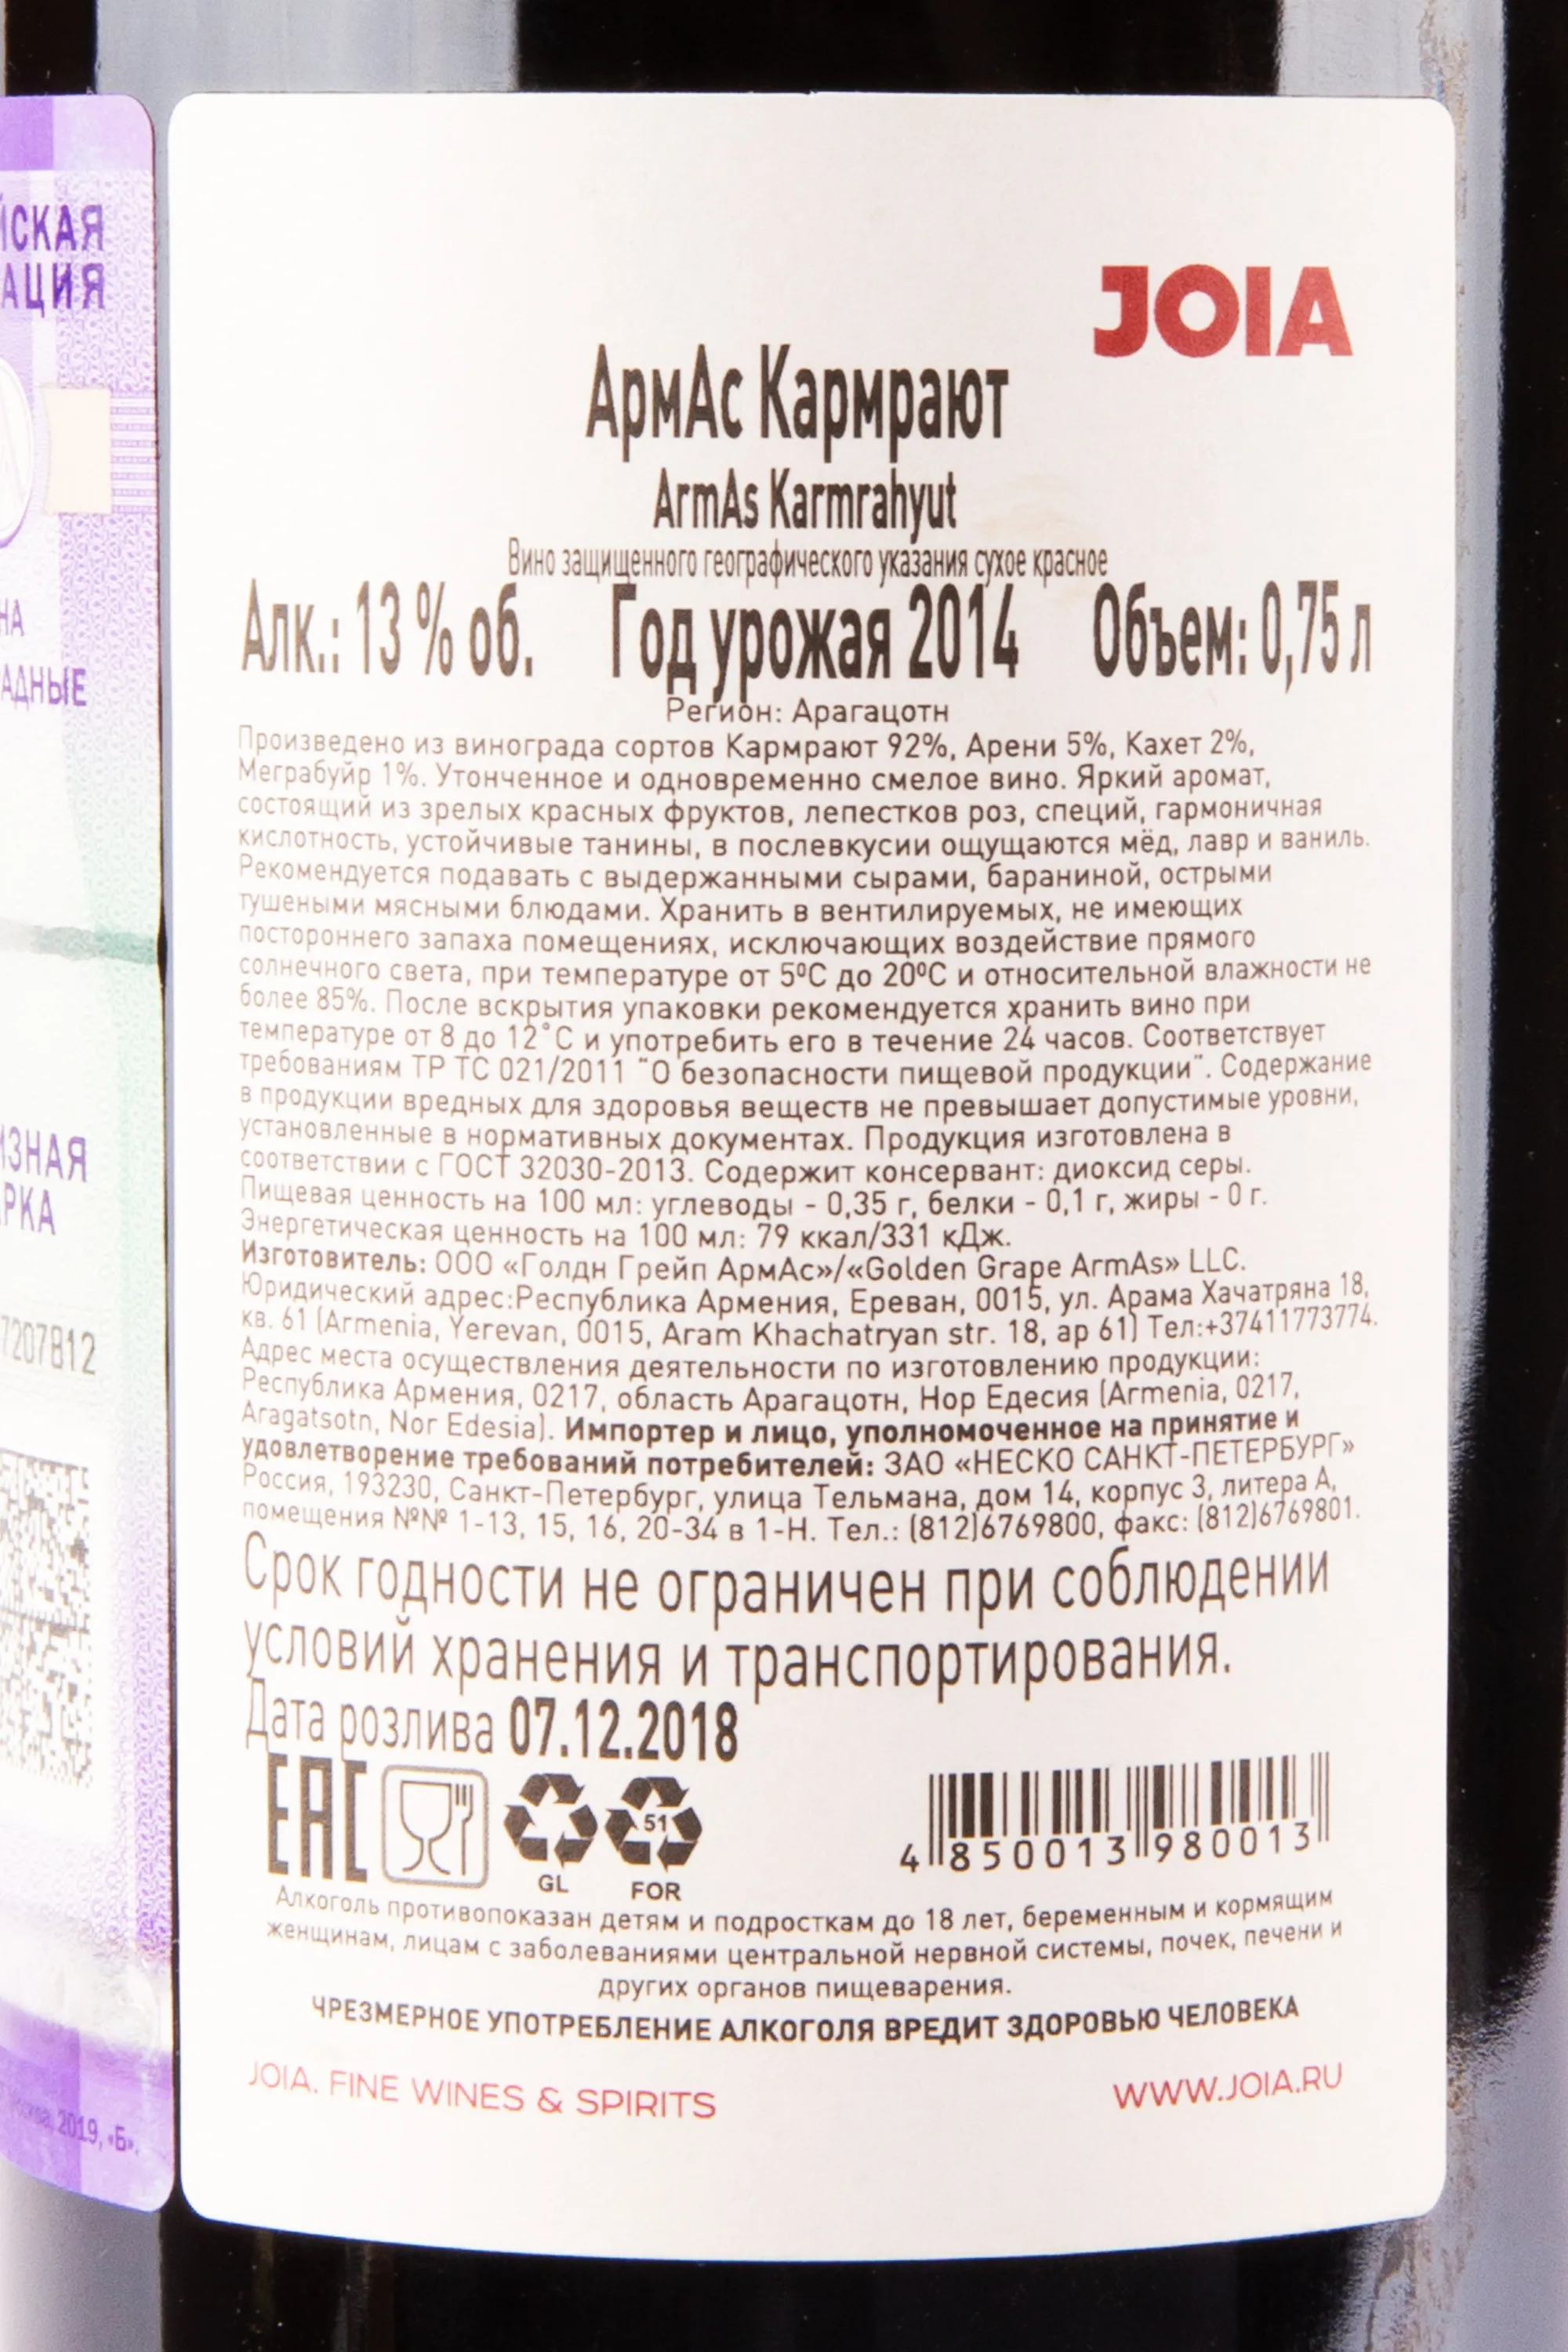 JOIA
АрмАс Кармрают
ArmAs Karmrahyut
Вино защищенного географического указания сухое красное
Алк.: 13 % об. Год урожая 2014 Объем: 0,75 л
Регион: Арагацотн
Произведено из винограда сортов Кармрают 92%, Арени 5%, Кахет 2%,
Меграбуйр 1%. Утонченное и одновременно смелое вино. Яркий аромат,
состоящий из зрелых красных фруктов, лепестков роз, специй, гармоничная
кислотность, устойчивые танины, в послевкусии ощущаются мёд, лавр и ваниль.
Рекомендуется подавать с выдержанными сырами, бараниной, острыми
тушеными мясными блюдами. Хранить в вентилируемых, не имеющих
постороннего запаха помещениях, исключающих воздействие прямого
солнечного света, при температуре от 5ºС до 20ºС и относительной влажности не
более 85%. После вскрытия упаковки рекомендуется хранить вино при
температуре от 8 до 12˚С и употребить его в течение 24 часов. Соответствует
требованиям ТР ТС 021/2011 "О безопасности пищевой продукции". Содержание
в продукции вредных для здоровья веществ не превышает допустимые уровни,
установленные в нормативных документах. Продукция изготовлена в
соответствии с ГОСТ 32030-2013. Содержит консервант: диоксид серы.
Пищевая ценность на 100 мл: углеводы - 0,35 г, белки - 0,1 г, жиры - 0 г.
Энергетическая ценность на 100 мл: 79 ккал/331 кДж.
Изготовитель: ООО «Голдн Грейп АрмАс»/«Golden Grape ArmAs» LLC.
Юридический адрес:Республика Армения, Ереван, 0015, ул. Арама Хачатряна 18,
кв. 61 (Armenia, Yerevan, 0015, Aram Khachatryan str. 18, ap 61) Тел:+37411773774.
Адрес места осуществления деятельности по изготовлению продукции:
Республика Армения, 0217, область Арагацотн, Нор Едесия (Armenia, 0217,
Aragatsotn, Nor Edesia). Импортер и лицо, уполномоченное на принятие и
удовлетворение требований потребителей: ЗАО «НЕСКО САНКТ-ПЕТЕРБУРГ»
Россия, 193230, Санкт-Петербург, улица Тельмана, дом 14, корпус 3, литера А,
помещения №№ 1-13, 15, 16, 20-34 в 1-Н. Тел.: (812)6769800, факс: (812)6769801.
Срок годности не ограничен при соблюдении
условий хранения и транспортирования.
Дата розлива 07.12.2018
EAC
GL
51
FOR
4 850013 980013
Алкоголь противопоказан детям и подросткам до 18 лет, беременным и кормящим
женщинам, лицам с заболеваниями центральной нервной системы, почек, печени и
других органов пищеварения.
ЧРЕЗМЕРНОЕ УПОТРЕБЛЕНИЕ АЛКОГОЛЯ ВРЕДИТ ЗДОРОВЬЮ ЧЕЛОВЕКА
JOIA. FINE WINES & SPIRITS
WWW.JOIA.RU
СКАЯ
АЦИЯ
НА
АДНЫЕ
ЗНАЯ
РКА
7207812
2019, «Б».